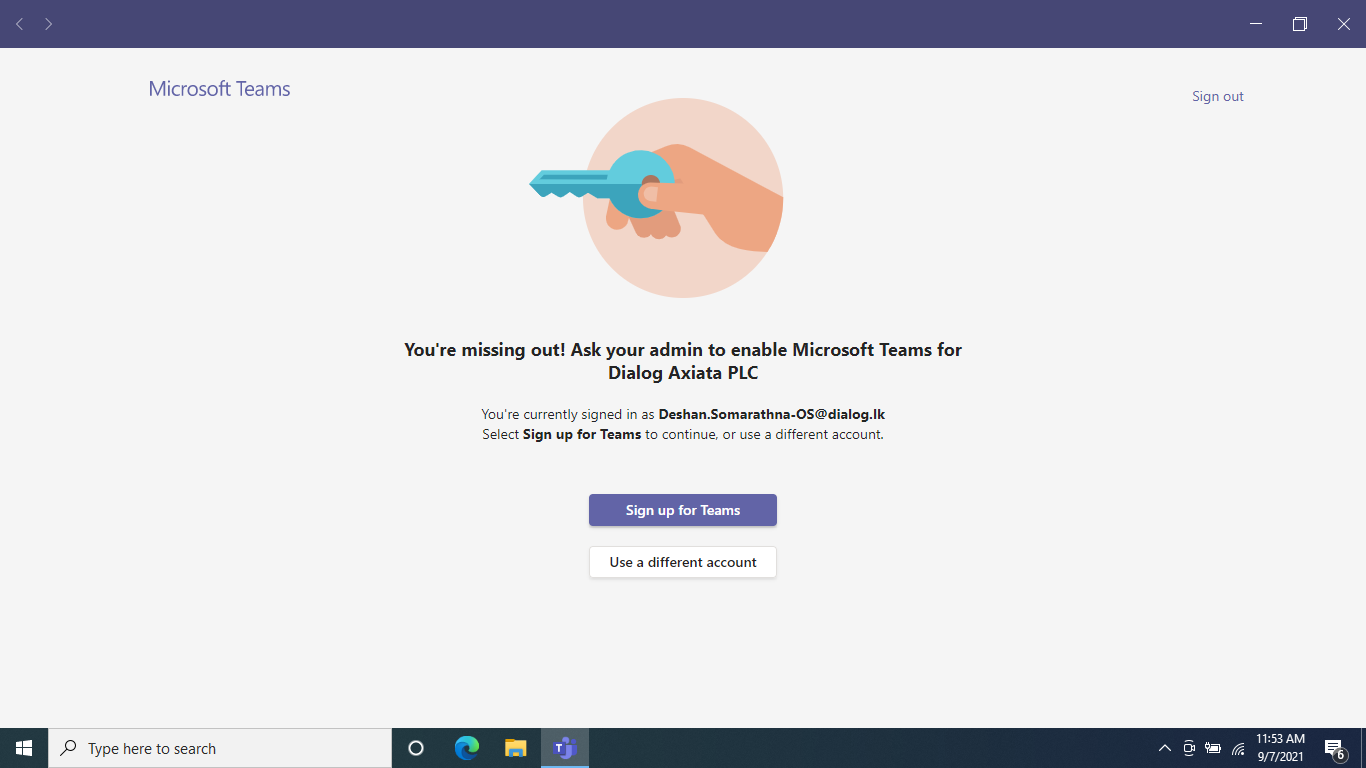 Microsoft Teams
Sign out
You're missing out! Ask your admin to enable Microsoft Teams for
Dialog Axiata PLC
You're currently signed in as Deshan.Somarathna-OS@dialog.lk
Select Sign up for Teams to continue, or use a different account.
Sign up for Teams
Use a different account
Type here to search
11:53 AM
9/7/2021
6